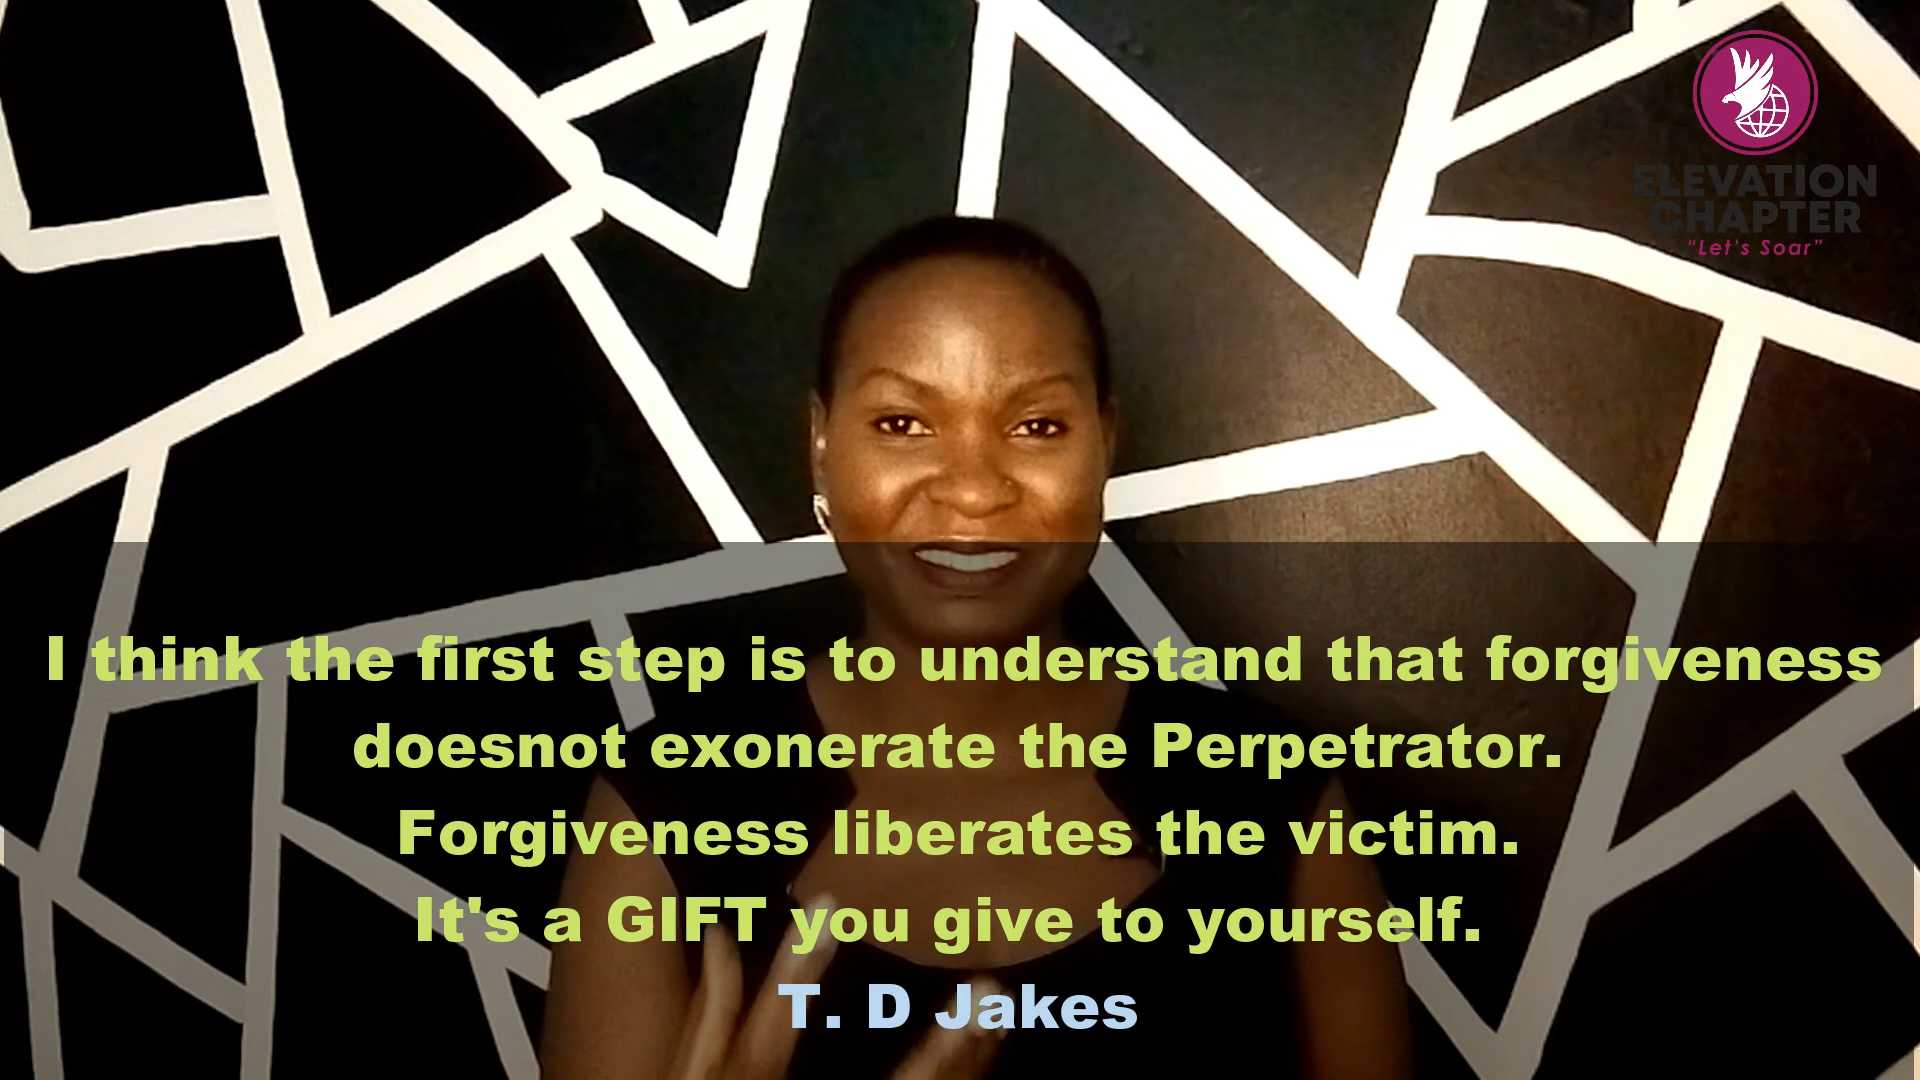 ELEVATION
CHAPTER
"Let's Soar"
I think the first step is to understand that forgiveness
doesnot exonerate the Perpetrator.
Forgiveness liberates the victim.
It's a GIFT you give to yourself.
T. D Jakes